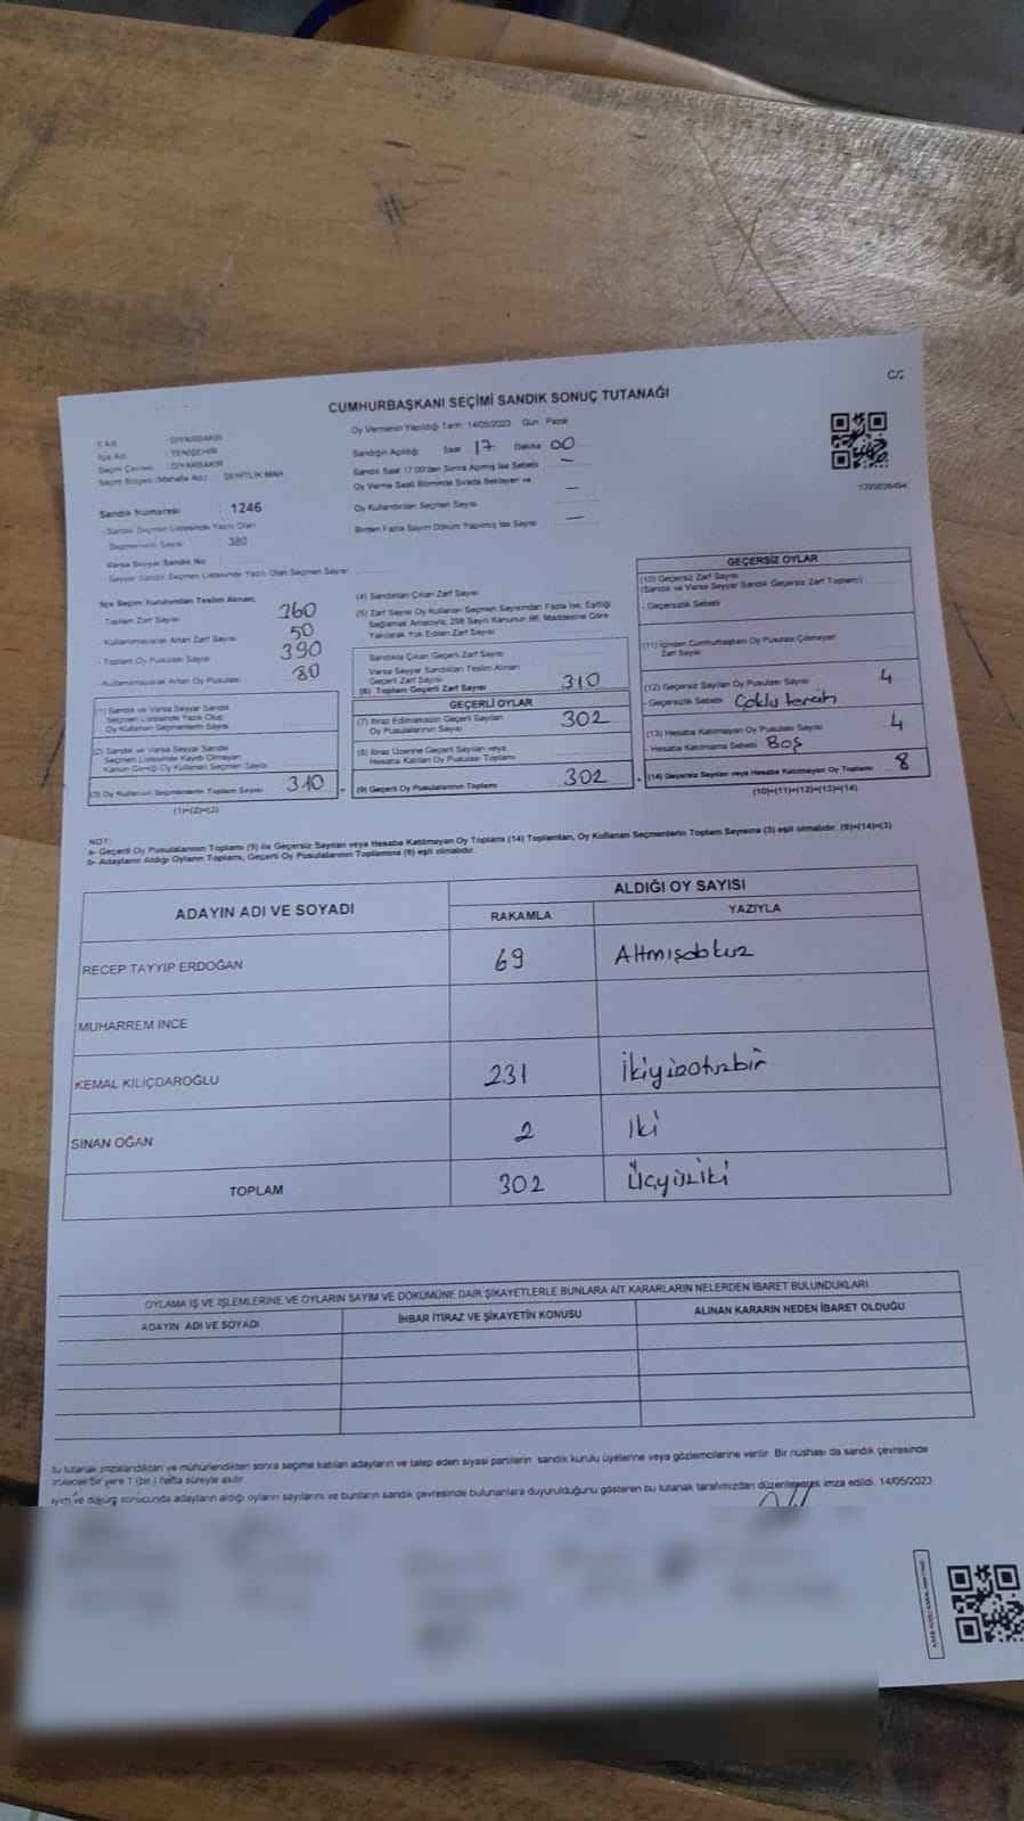 C/:
CUMHURBAŞKANI SEÇİMİ SANDIK SONUÇ TUTANAĞI
Oy Vermenin Yapıldığı Tarih 14/05/2023 Gün Pazar
DİYARBAKIR
İlçe Adı YENİŞEHİR
Sandığın Açıldığı Saat 17 Dakika 00
Seçim Çevresi DİYARBAKIR
Sandık Saat 17:00'den Sonra Açılmış İse Sebebi —
Seçim Bölgesi (Mahalle Adı) ŞEHİTLİK MAH
Oy Verme Saati Bitiminde Sırada Bekleyen ve
Oy Kullandırılan Seçmen Sayısı —
Sandık Numarası : 1246
Birden Fazla Sayım Döküm Yapılmış İse Sayısı —
Sandık Seçmen Listesinde Yazılı Olan
Seçmenlerin Sayısı 380
Varsa Seyyar Sandık No
Seyyar Sandık Seçmen Listesinde Yazılı Olan Seçmen Sayısı
İlçe Seçim Kurulundan Teslim Alınan;
Toplam Zarf Sayısı 360
Kullanılmayarak Artan Zarf Sayısı 50
Toplam Oy Pusulası Sayısı 390
Kullanılmayarak Artan Oy Pusulası 80
(1) Sandık ve Varsa Seyyar Sandık
Seçmen Listesinde Yazılı Olup
Oy Kullanan Seçmenlerin Sayısı
(2) Sandık ve Varsa Seyyar Sandık
Seçmen Listesinde Kaydı Olmayan
Kanun Gereği Oy Kullanan Seçmen Sayısı
(3) Oy Kullanan Seçmenlerin Toplam Sayısı 310
(1)+(2)=(3)
(4) Sandıktan Çıkan Zarf Sayısı
(5) Zarf Sayısı Oy Kullanan Seçmen Sayısından Fazla İse, Eşitliği
Sağlamak Amacıyla, 298 Sayılı Kanunun 98. Maddesine Göre
Yakılarak Yok Edilen Zarf Sayısı
Sandıkta Çıkan Geçerli Zarf Sayısı
Varsa Seyyar Sandıktan Teslim Alınan
Geçerli Zarf Sayısı
(6) Toplam Geçerli Zarf Sayısı 310
GEÇERLİ OYLAR
(7) İtiraz Edilmeksizin Geçerli Sayılan
Oy Pusulalarının Sayısı 302
(8) İtiraz Üzerine Geçerli Sayılan veya
Hesaba Katılan Oy Pusulası Toplamı
(9) Geçerli Oy Pusulalarının Toplamı 302
GEÇERSİZ OYLAR
(10) Geçersiz Zarf Sayısı
(Sandık ve Varsa Seyyar Sandık Geçersiz Zarf Toplamı)
- Geçersizlik Sebebi
(11) İçinden Cumhurbaşkanı Oy Pusulası Çıkmayan
Zarf Sayısı
(12) Geçersiz Sayılan Oy Pusulası Sayısı 4
- Geçersizlik Sebebi Çoklu tercih
(13) Hesaba Katılmayan Oy Pusulası Sayısı 4
- Hesaba Katılmama Sebebi Boş
(14) Geçersiz Sayılan veya Hesaba Katılmayan Oy Toplamı 8
(10)+(11)+(12)+(13)=(14)
NOT:
a- Geçerli Oy Pusulalarının Toplamı (9) ile Geçersiz Sayılan veya Hesaba Katılmayan Oy Toplamı (14) Toplamları, Oy Kullanan Seçmenlerin Toplam Sayısına (3) eşit olmalıdır. (9)+(14)=(3)
b- Adayların Aldığı Oyların Toplamı, Geçerli Oy Pusulalarının Toplamına (9) eşit olmalıdır.
ADAYIN ADI VE SOYADI ALDIĞI OY SAYISI
RAKAMLA YAZIYLA
RECEP TAYYİP ERDOĞAN 69 Altmışdokuz
MUHARREM İNCE
KEMAL KILIÇDAROĞLU 231 İkiyüzotuzbir
SİNAN OĞAN 2 İki
TOPLAM 302 Üçyüziki
OYLAMA İŞ VE İŞLEMLERİNE VE OYLARIN SAYIM VE DÖKÜMÜNE DAİR ŞİKAYETLERLE BUNLARA AİT KARARLARIN NELERDEN İBARET BULUNDUKLARI
ADAYIN ADI VE SOYADI İHBAR İTİRAZ VE ŞİKAYETİN KONUSU ALINAN KARARIN NEDEN İBARET OLDUĞU
tutanak imzalandıktan ve mühürlendikten sonra seçime katılan adayların ve talep eden siyasi partilerin sandık kurulu üyelerine veya gözlemcilerine verilir. Bir nüshası da sandık çevresinde
bir yere 1 (bir) hafta süreyle asılır.
ve döküm sonucunda adayların aldığı oyların sayılarını ve bunların sandık çevresinde bulunanlara duyurulduğunu gösteren bu tutanak tarafımızdan düzenlenerek imza edildi. 14/05/2023